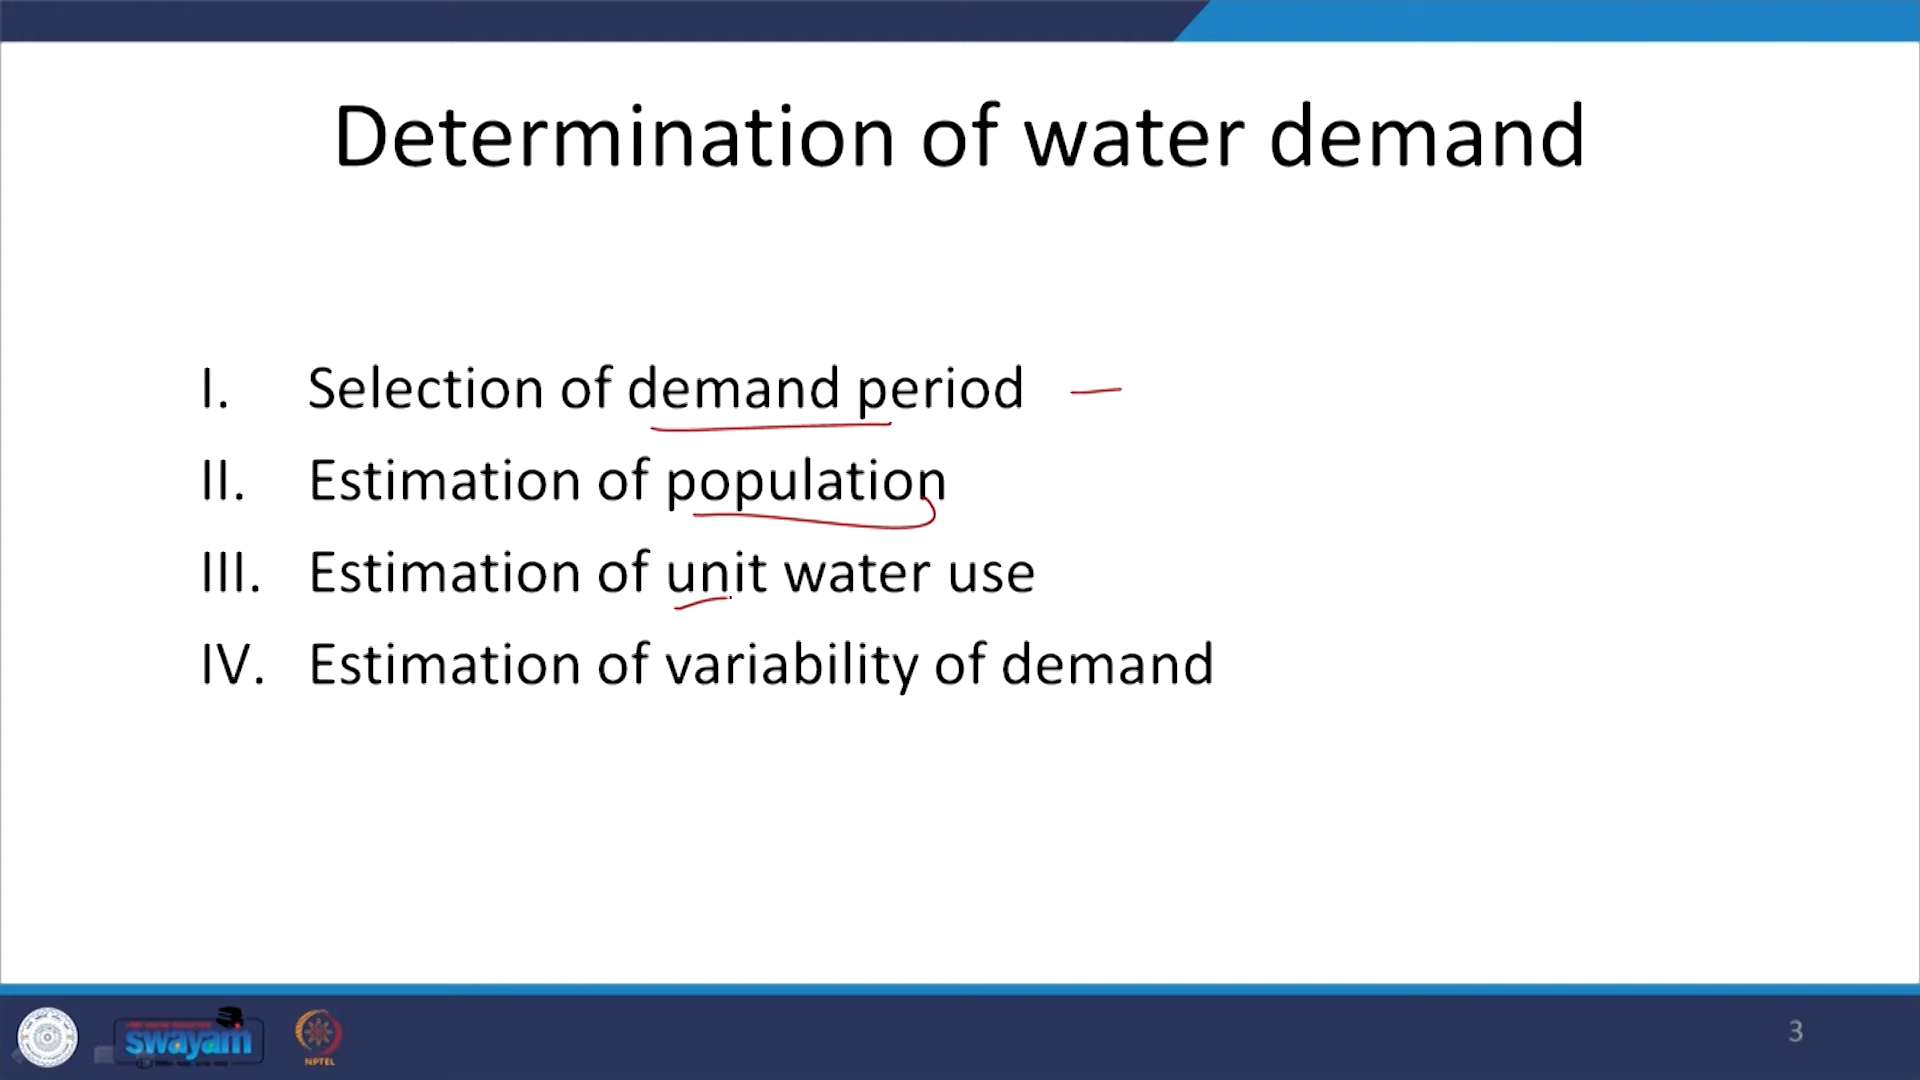 Determination of water demand
I. Selection of demand period
II. Estimation of population
III. Estimation of unit water use
IV. Estimation of variability of demand
swayam
NPTEL
3